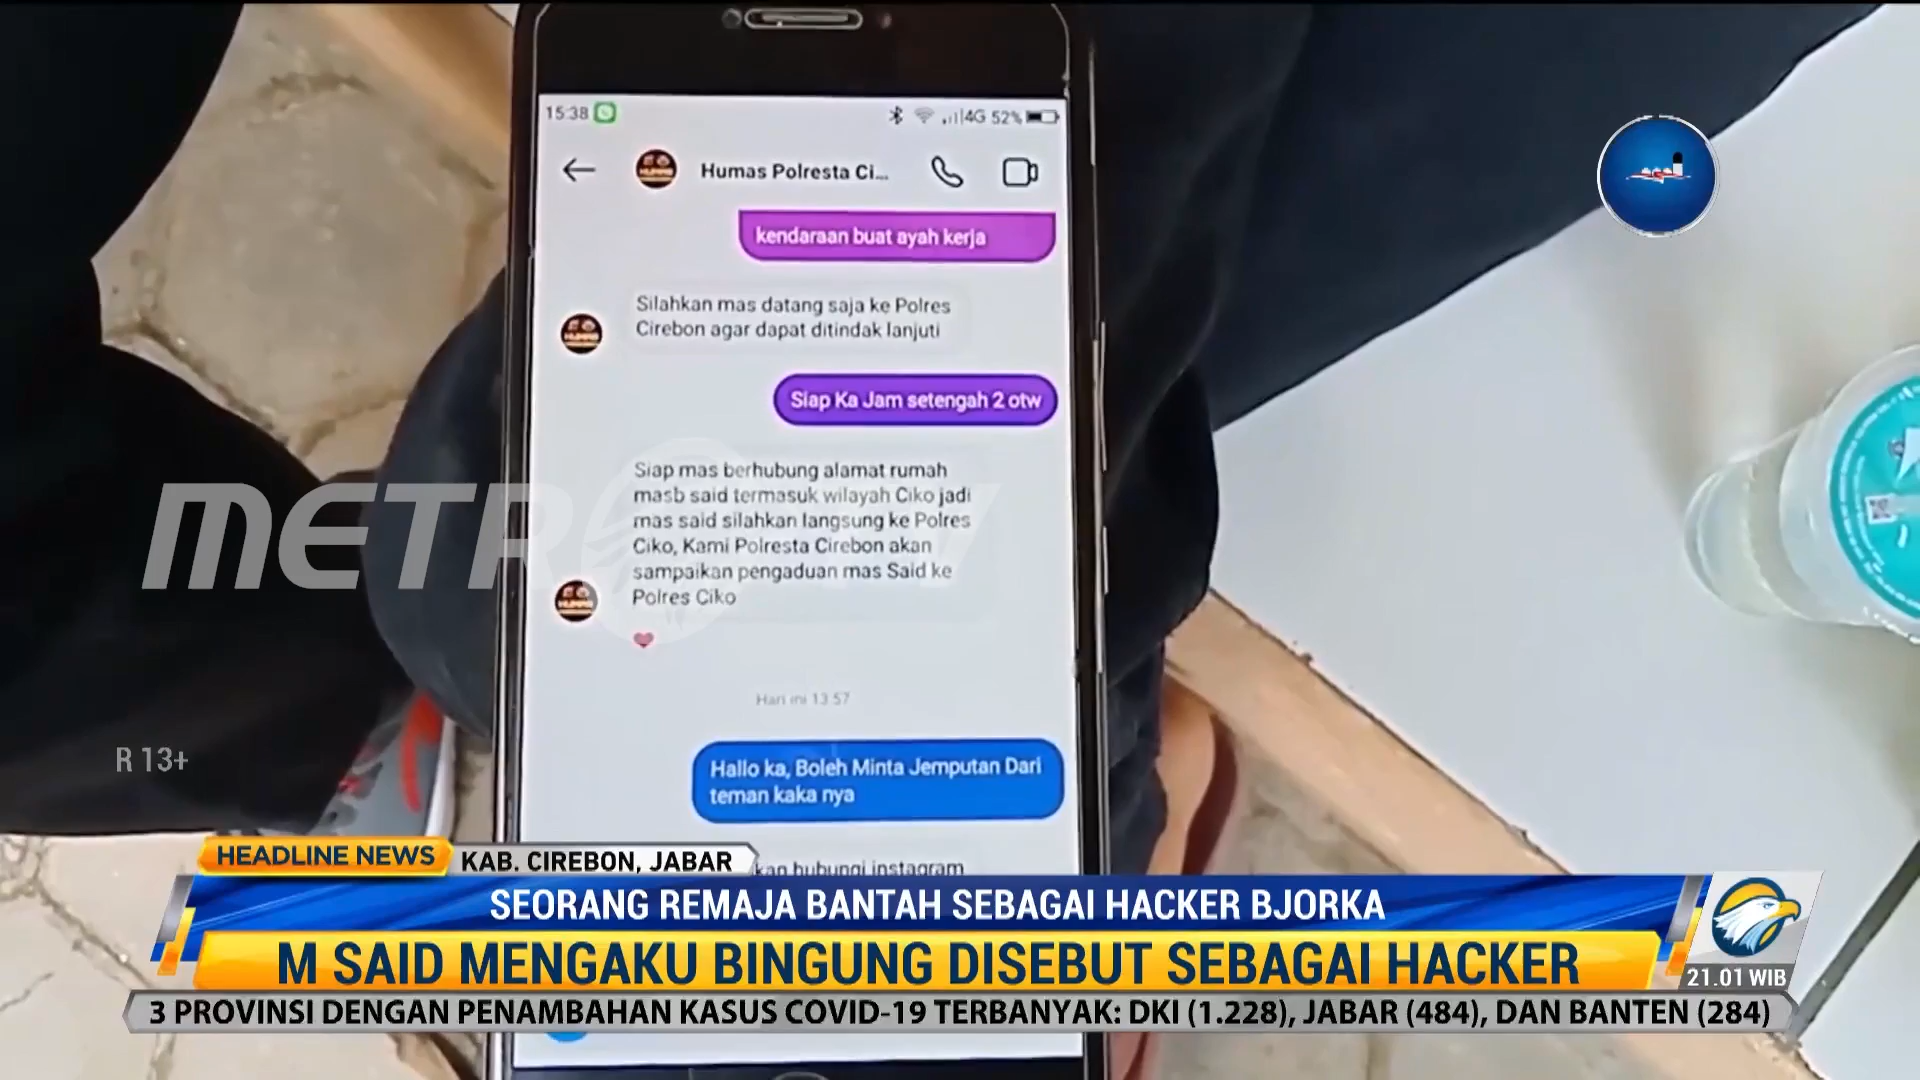 15:38
4G 52%
Humas Polresta Ci...
kendaraan buat ayah kerja
Silahkan mas datang saja ke Polres
Cirebon agar dapat ditindak lanjuti
Siap Ka Jam setengah 2 otw
Siap mas berhubung alamat rumah
masb said termasuk wilayah Ciko jadi
mas said silahkan langsung ke Polres
Ciko, Kami Polresta Cirebon akan
sampaikan pengaduan mas Said ke
Polres Ciko
METRO TV
Hari ini 13:57
Hallo ka, Boleh Minta Jemputan Dari
teman kaka nya
R 13+
kan hubungi instagram
HEADLINE NEWS
KAB. CIREBON, JABAR
SEORANG REMAJA BANTAH SEBAGAI HACKER BJORKA
M SAID MENGAKU BINGUNG DISEBUT SEBAGAI HACKER
21.01 WIB
3 PROVINSI DENGAN PENAMBAHAN KASUS COVID-19 TERBANYAK: DKI (1.228), JABAR (484), DAN BANTEN (284)